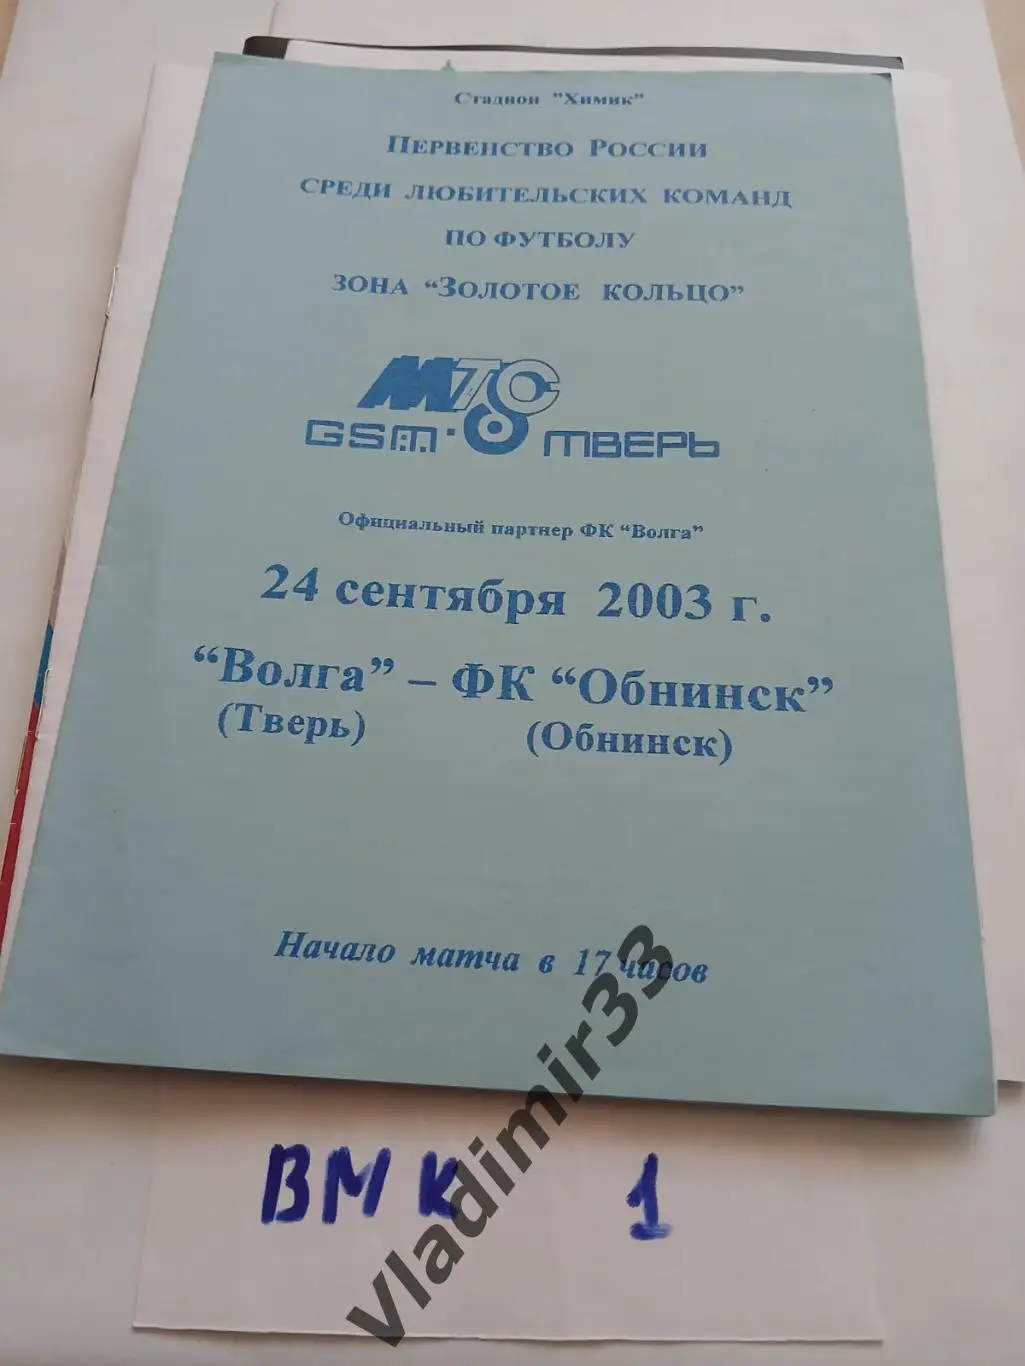 Стадион "Химик"
Первенство России
среди любительских команд
по футболу
зона “Золотое кольцо”
МТС
GSM · Тверь
Официальный партнер ФК “Волга”
24 сентября 2003 г.
“Волга” – ФК “Обнинск”
(Тверь) (Обнинск)
Начало матча в 17 часов
ВМК 1
Vladimir33